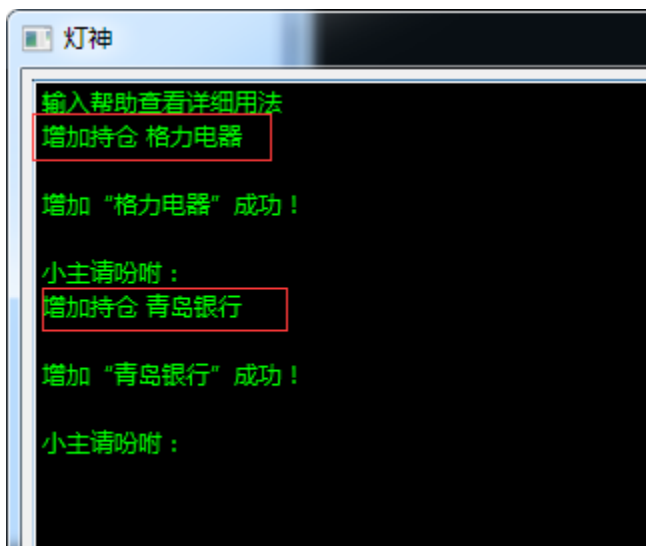 灯神
输入帮助查看详细用法
增加持仓 格力电器
增加“格力电器”成功！
小主请吩咐：
增加持仓 青岛银行
增加“青岛银行”成功！
小主请吩咐：